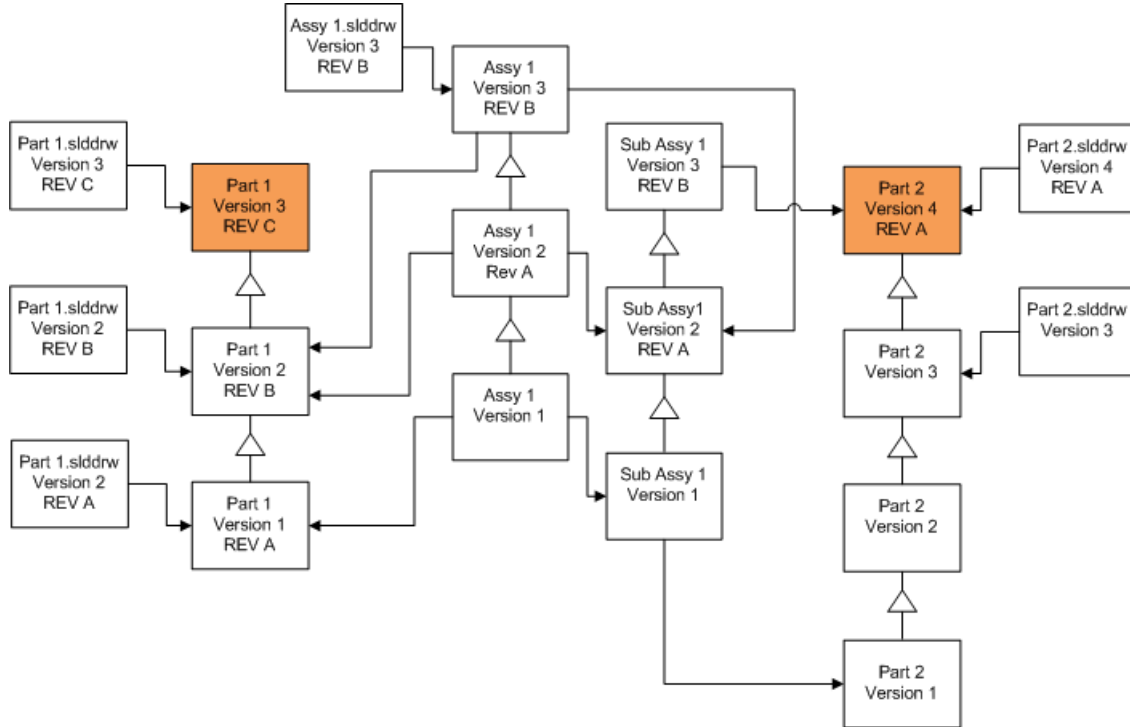 Assy 1.slddrw
Version 3
REV B
Assy 1
Version 3
REV B
Part 1.slddrw
Version 3
REV C
Part 1
Version 3
REV C
Sub Assy 1
Version 3
REV B
Part 2
Version 4
REV A
Part 2.slddrw
Version 4
REV A
Assy 1
Version 2
Rev A
Part 1.slddrw
Version 2
REV B
Part 1
Version 2
REV B
Sub Assy1
Version 2
REV A
Part 2
Version 3
Part 2.slddrw
Version 3
Assy 1
Version 1
Part 1.slddrw
Version 2
REV A
Part 1
Version 1
REV A
Sub Assy 1
Version 1
Part 2
Version 2
Part 2
Version 1